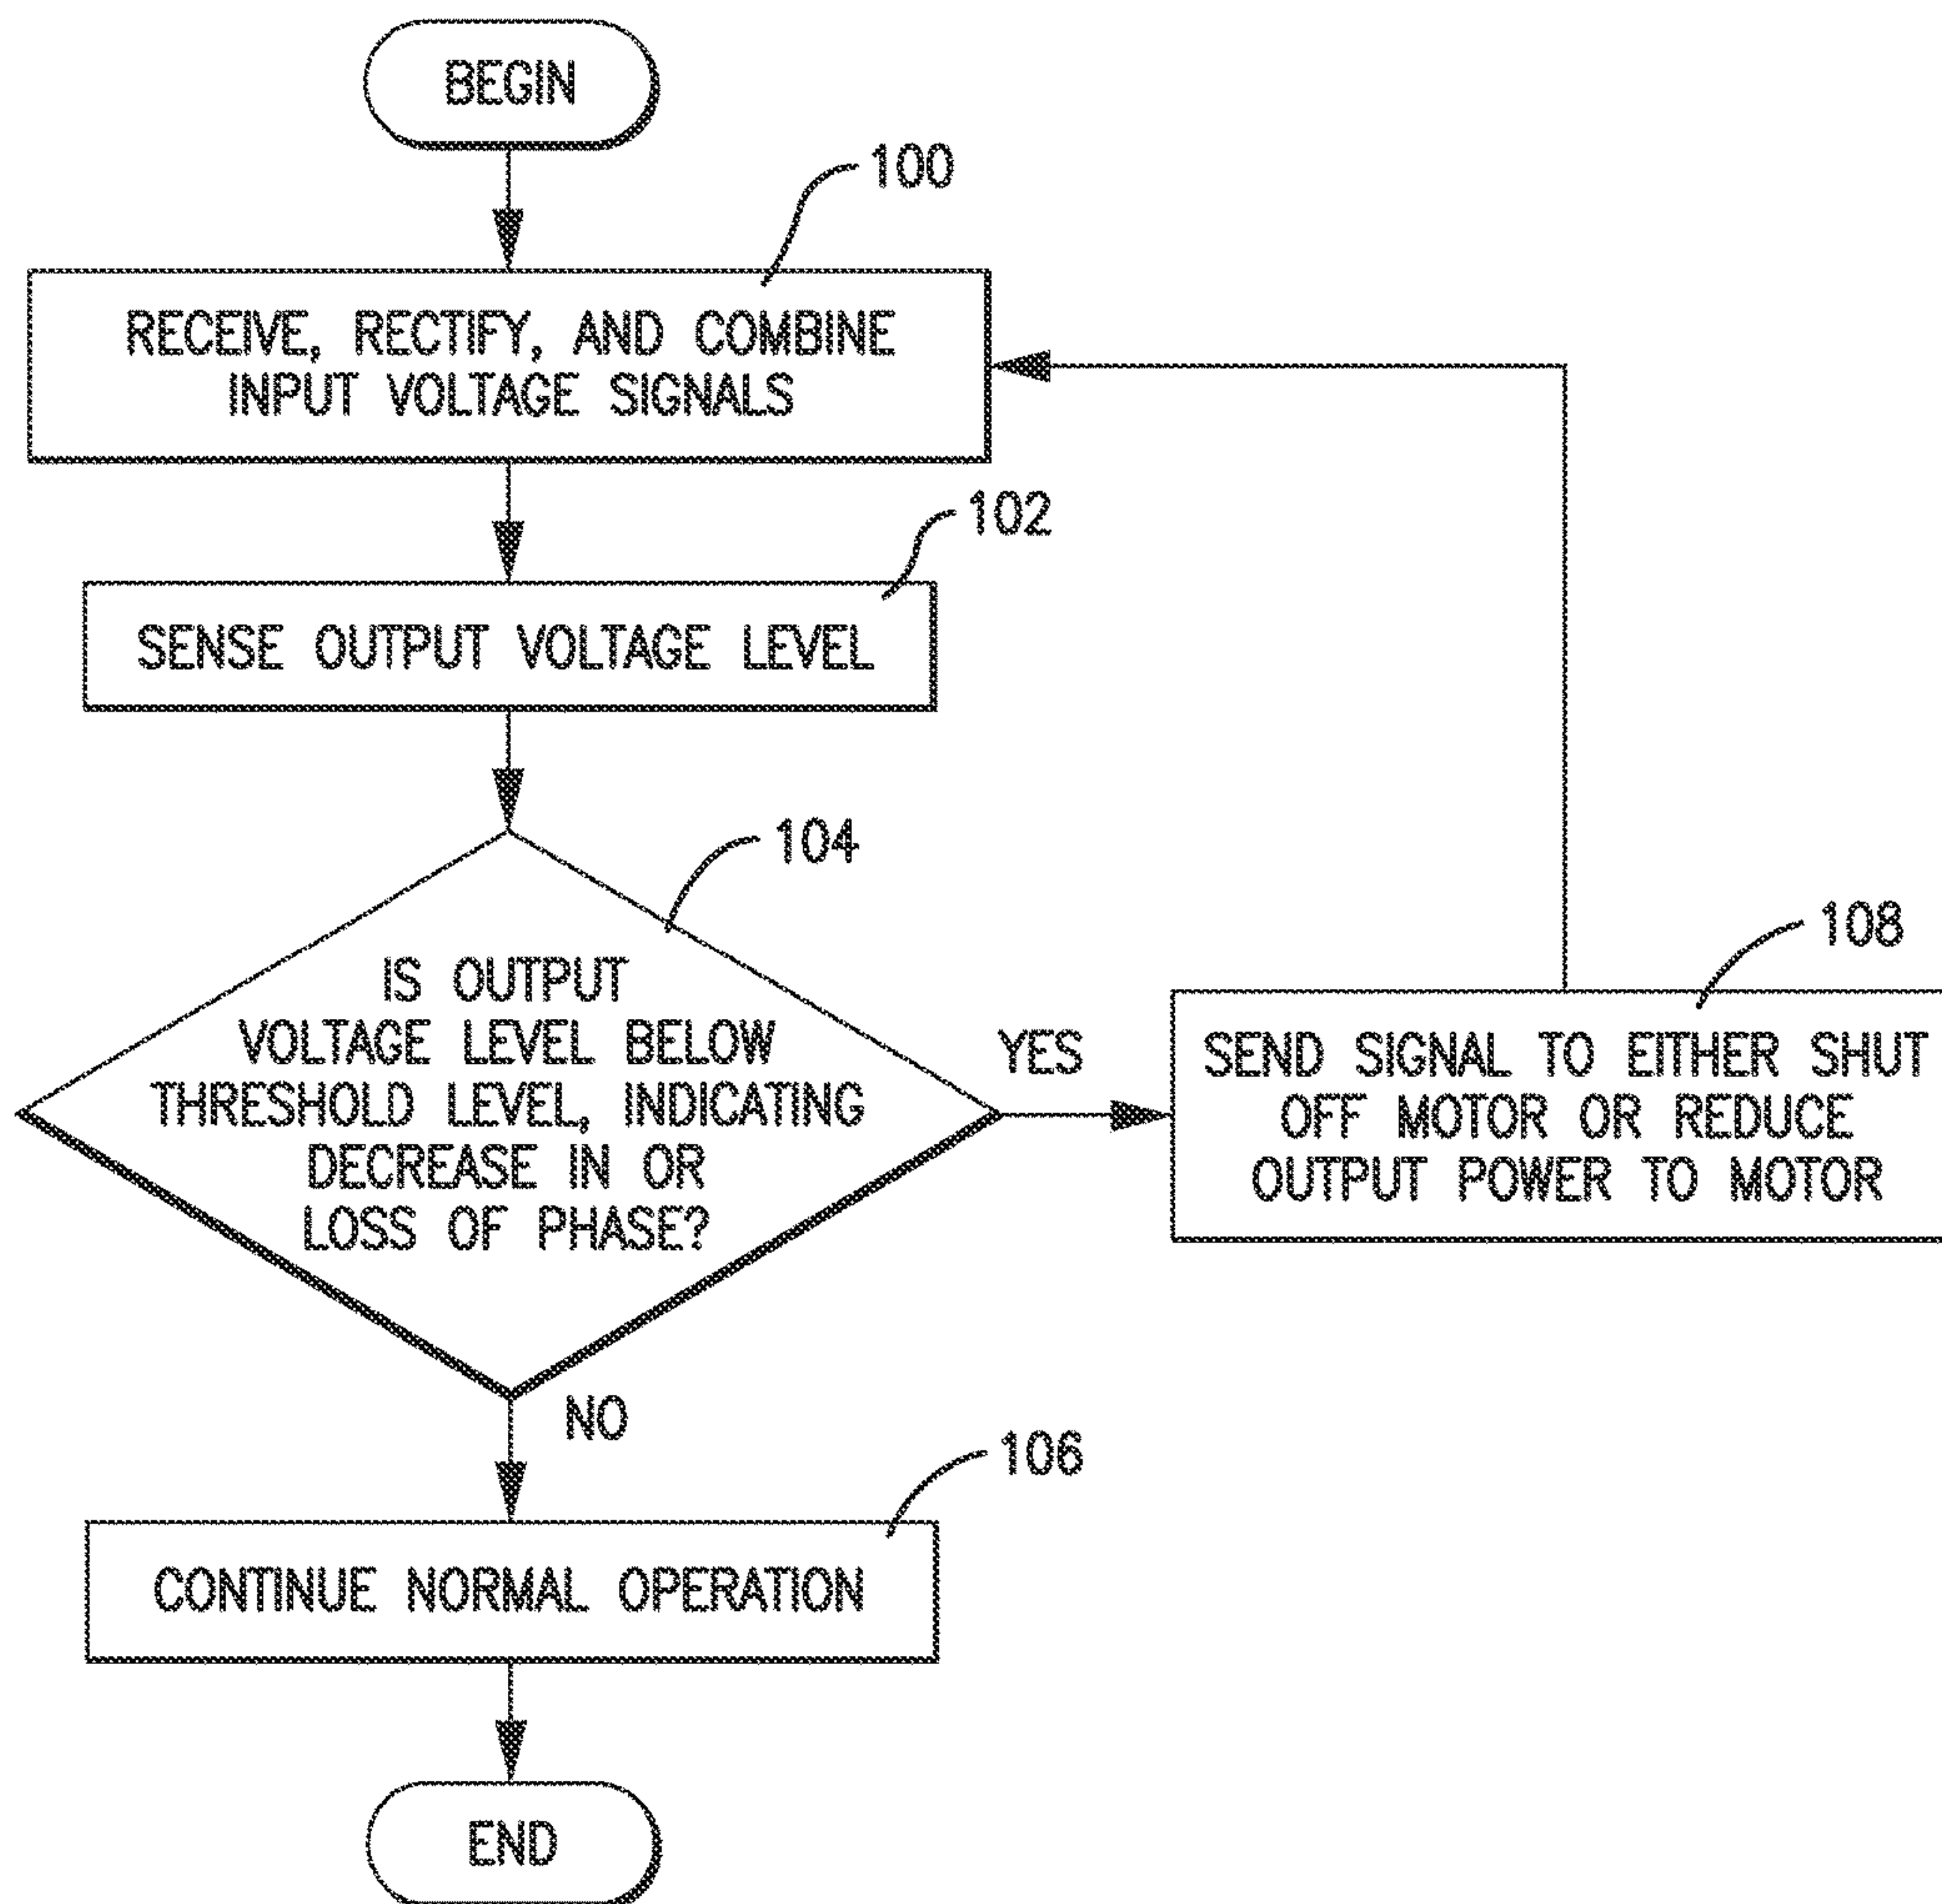 BEGIN
100
RECEIVE, RECTIFY, AND COMBINE
INPUT VOLTAGE SIGNALS
102
SENSE OUTPUT VOLTAGE LEVEL
104
IS OUTPUT
VOLTAGE LEVEL BELOW
THRESHOLD LEVEL, INDICATING
DECREASE IN OR
LOSS OF PHASE?
YES
108
SEND SIGNAL TO EITHER SHUT
OFF MOTOR OR REDUCE
OUTPUT POWER TO MOTOR
NO
106
CONTINUE NORMAL OPERATION
END